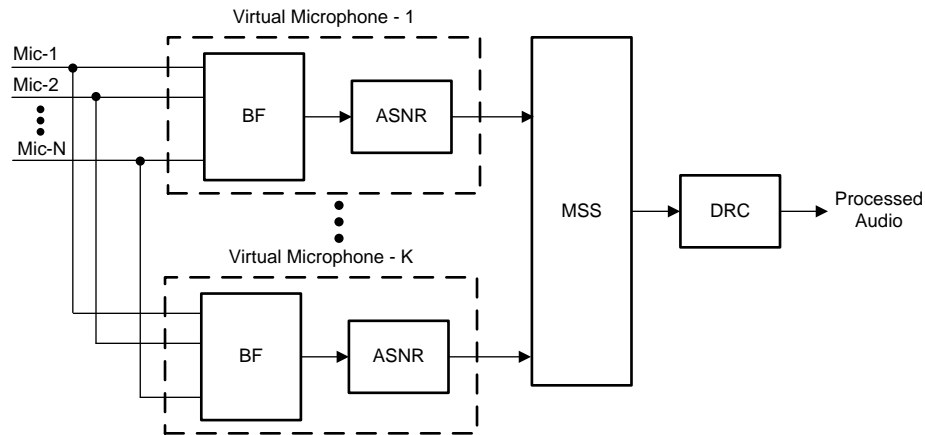 Virtual Microphone - 1
Mic-1
Mic-2
Mic-N
BF
ASNR
MSS
DRC
Processed
Audio
Virtual Microphone - K
BF
ASNR